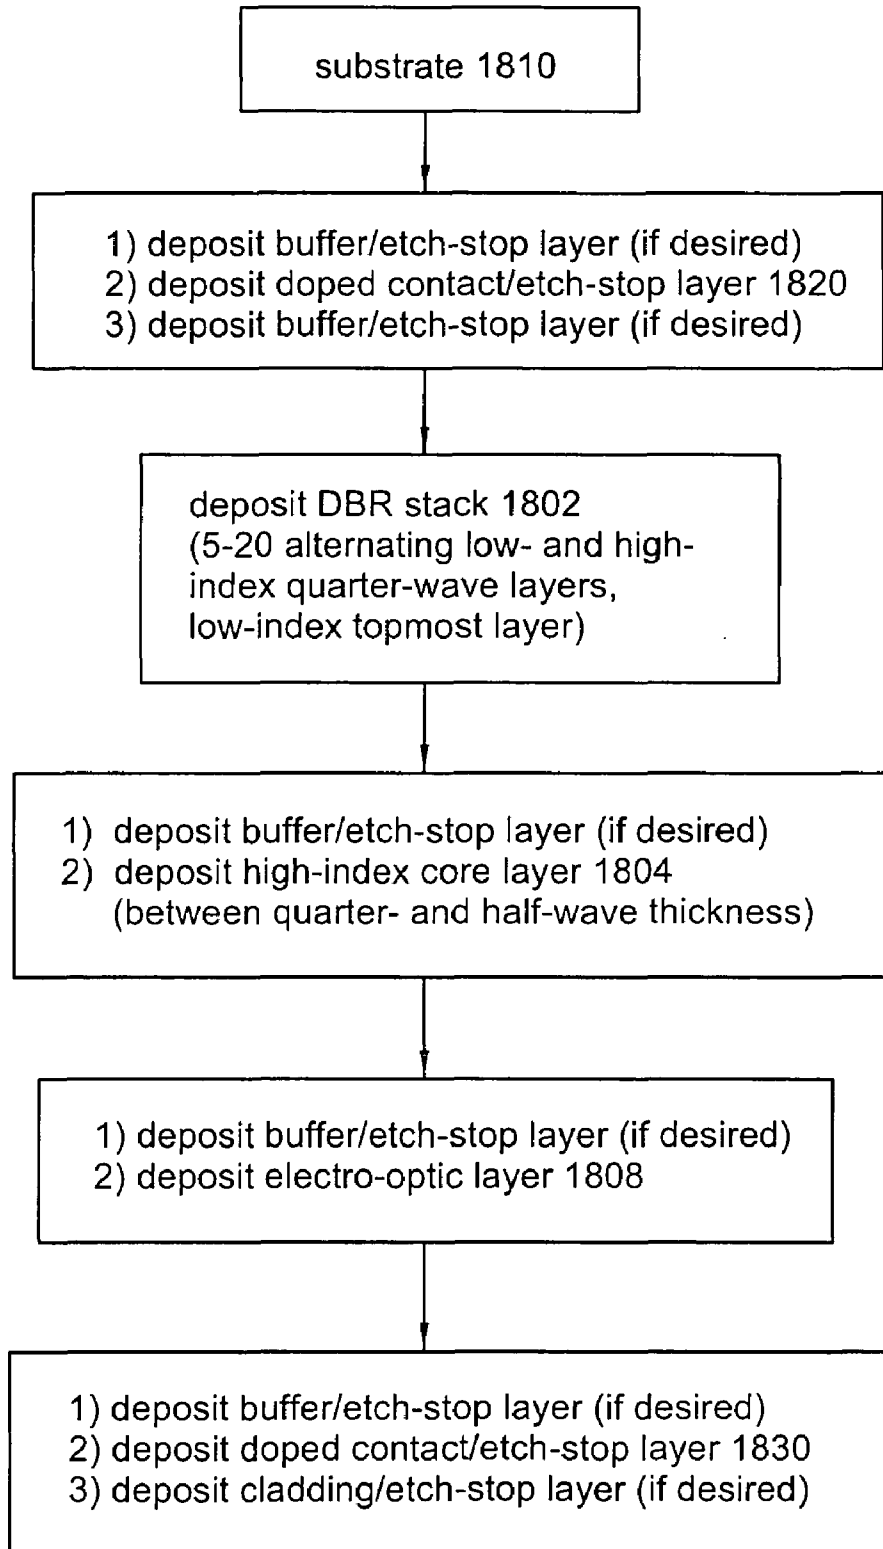 substrate 1810
1) deposit buffer/etch-stop layer (if desired)
2) deposit doped contact/etch-stop layer 1820
3) deposit buffer/etch-stop layer (if desired)
deposit DBR stack 1802
(5-20 alternating low- and high-
index quarter-wave layers,
low-index topmost layer)
1) deposit buffer/etch-stop layer (if desired)
2) deposit high-index core layer 1804
(between quarter- and half-wave thickness)
1) deposit buffer/etch-stop layer (if desired)
2) deposit electro-optic layer 1808
1) deposit buffer/etch-stop layer (if desired)
2) deposit doped contact/etch-stop layer 1830
3) deposit cladding/etch-stop layer (if desired)